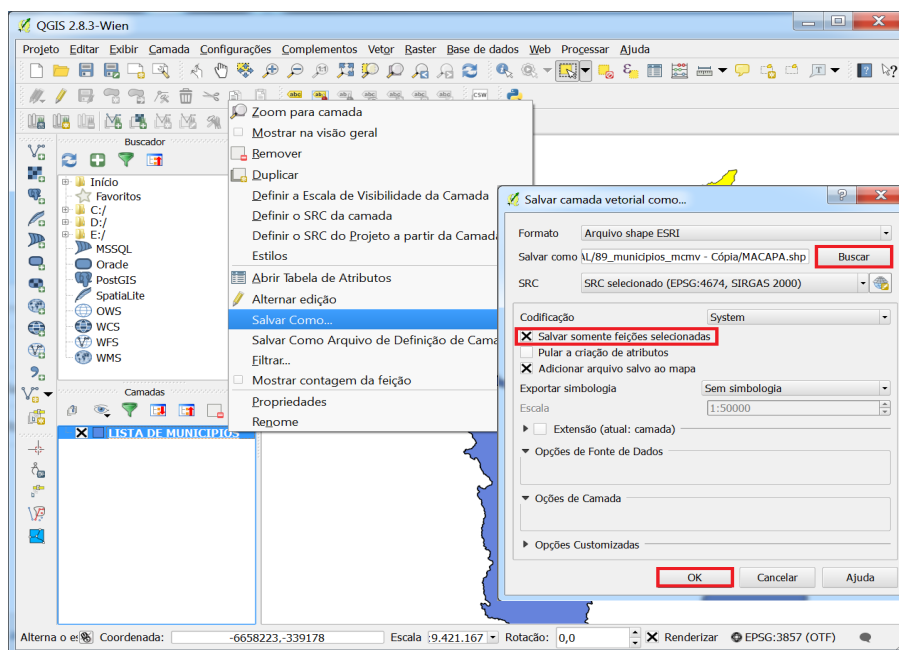 QGIS 2.8.3-Wien
Projeto Editar Exibir Camada Configurações Complementos Vetor Raster Base de dados Web Processar Ajuda
abc
CSW
Buscador
Início
Favoritos
C:/
D:/
E:/
MSSQL
Oracle
PostGIS
SpatiaLite
OWS
WCS
WFS
WMS
Camadas
LISTA DE MUNICIPIOS
Zoom para camada
Mostrar na visão geral
Remover
Duplicar
Definir a Escala de Visibilidade da Camada
Definir o SRC da camada
Definir o SRC do Projeto a partir da Camada
Estilos
Abrir Tabela de Atributos
Alternar edição
Salvar Como...
Salvar Como Arquivo de Definição de Cama
Filtrar...
Mostrar contagem da feição
Propriedades
Renome
Salvar camada vetorial como...
Formato Arquivo shape ESRI
Salvar como \L/89_municipios_mcmv - Cópia/MACAPA.shp Buscar
SRC SRC selecionado (EPSG:4674, SIRGAS 2000)
Codificação System
Salvar somente feições selecionadas
Pular a criação de atributos
Adicionar arquivo salvo ao mapa
Exportar simbologia Sem simbologia
Escala 1:50000
Extensão (atual: camada)
Opções de Fonte de Dados
Oções de Camada
Opções Customizadas
OK Cancelar Ajuda
Alterna o e Coordenada: -6658223,-339178 Escala :9.421.167 Rotação: 0,0 Renderizar EPSG:3857 (OTF)